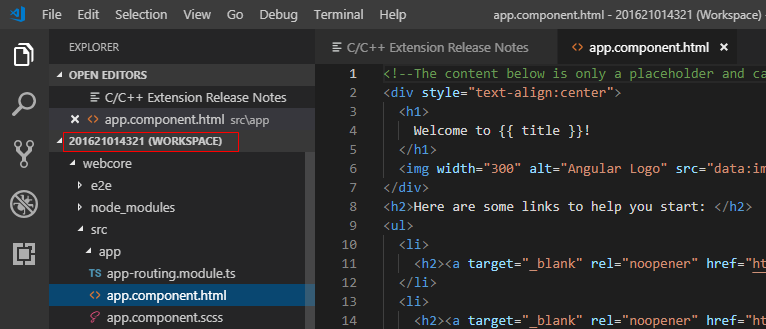 File Edit Selection View Go Debug Terminal Help app.component.html - 201621014321 (Workspace) -
EXPLORER
OPEN EDITORS
C/C++ Extension Release Notes
app.component.html src\app
201621014321 (WORKSPACE)
webcore
e2e
node_modules
src
app
TS app-routing.module.ts
app.component.html
app.component.scss
C/C++ Extension Release Notes
app.component.html
1 <!--The content below is only a placeholder and ca
2 <div style="text-align:center">
3 <h1>
4 Welcome to {{ title }}!
5 </h1>
6 <img width="300" alt="Angular Logo" src="data:im
7 </div>
8 <h2>Here are some links to help you start: </h2>
9 <ul>
10 <li>
11 <h2><a target="_blank" rel="noopener" href="ht
12 </li>
13 <li>
14 <h2><a target="_blank" rel="noopener" href="ht